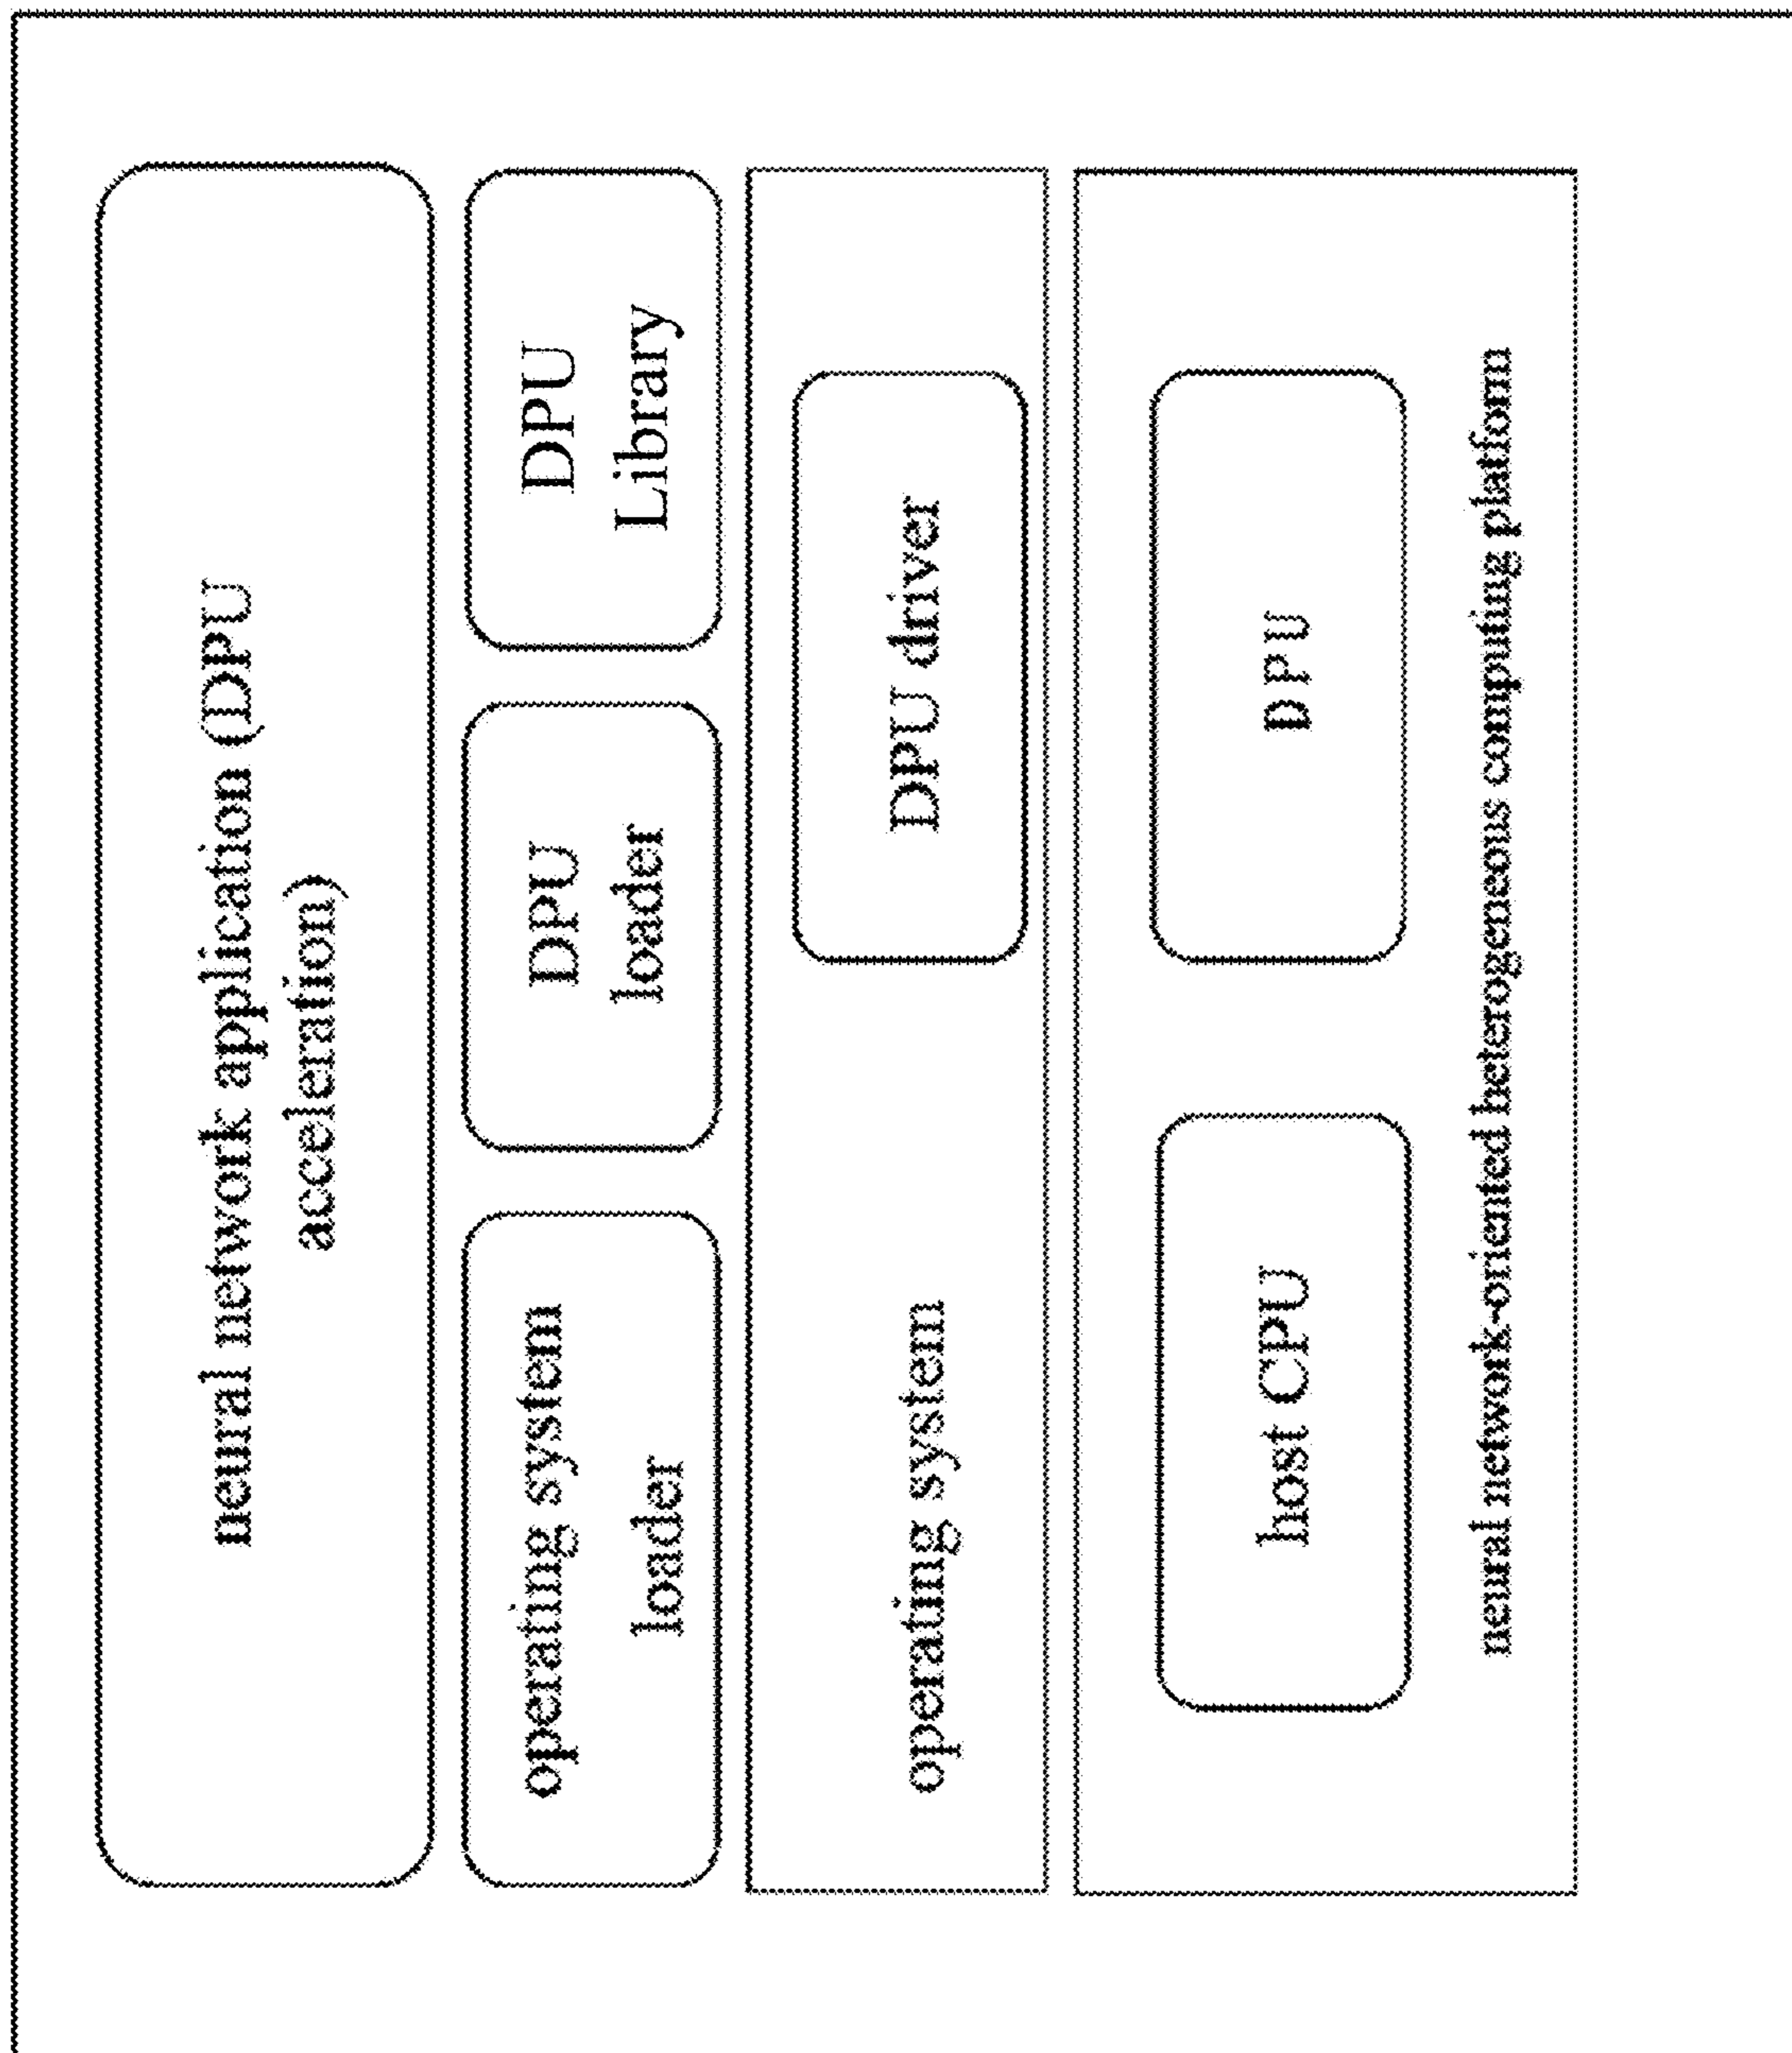 neural network application (DPU
acceleration)
operating system
loader
DPU
loader
DPU
Library
operating system
DPU driver
host CPU
DPU
neural network-oriented heterogeneous computing platform